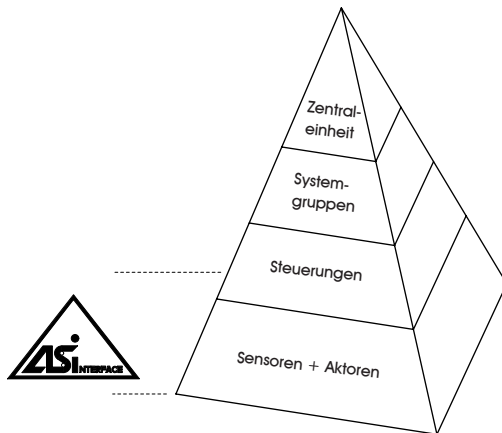 Zentral-
einheit
System-
gruppen
Steuerungen
Sensoren + Aktoren
ASi INTERFACE